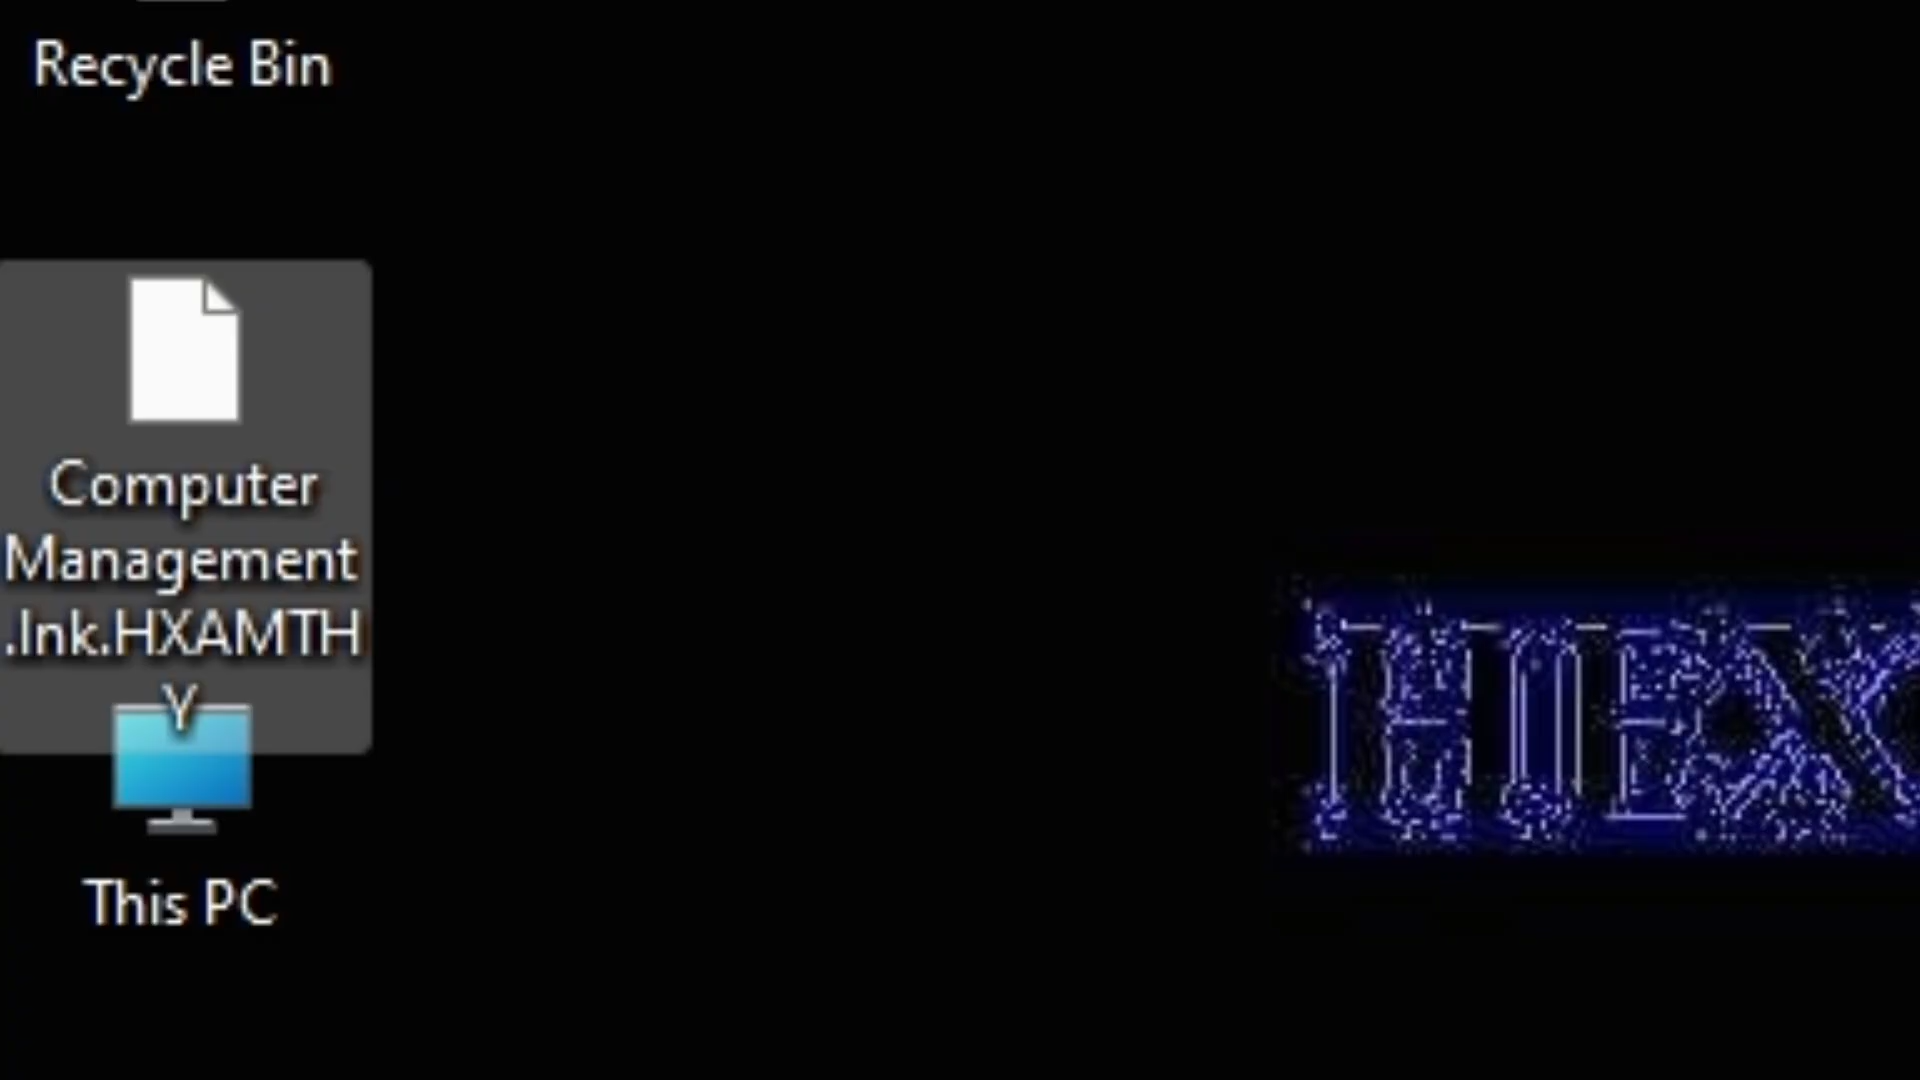 Recycle Bin
Computer
Management
.lnk.HXAMTH
Y
This PC